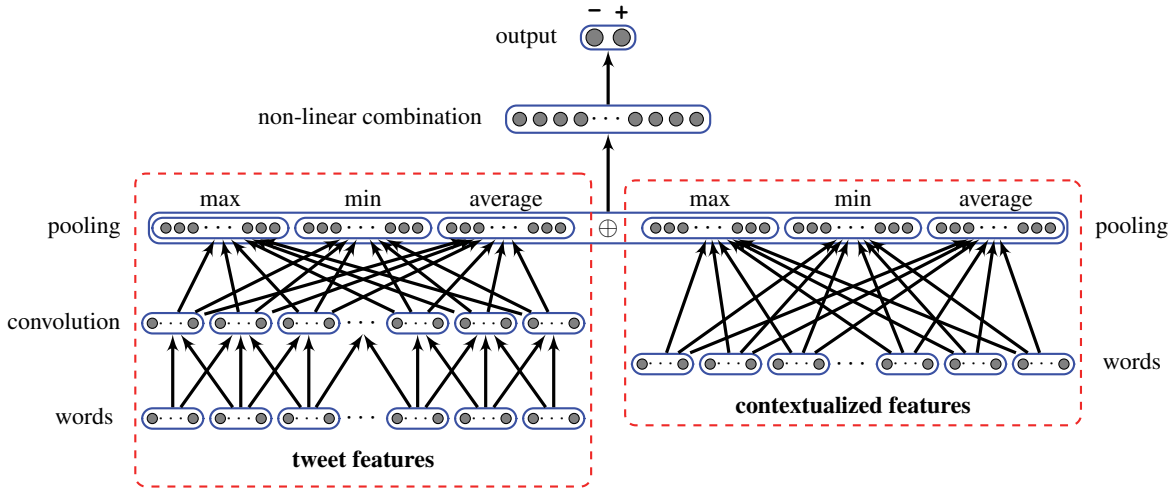 − +
output
non-linear combination
max min average
max min average
pooling
pooling
convolution
words
words
tweet features
contextualized features